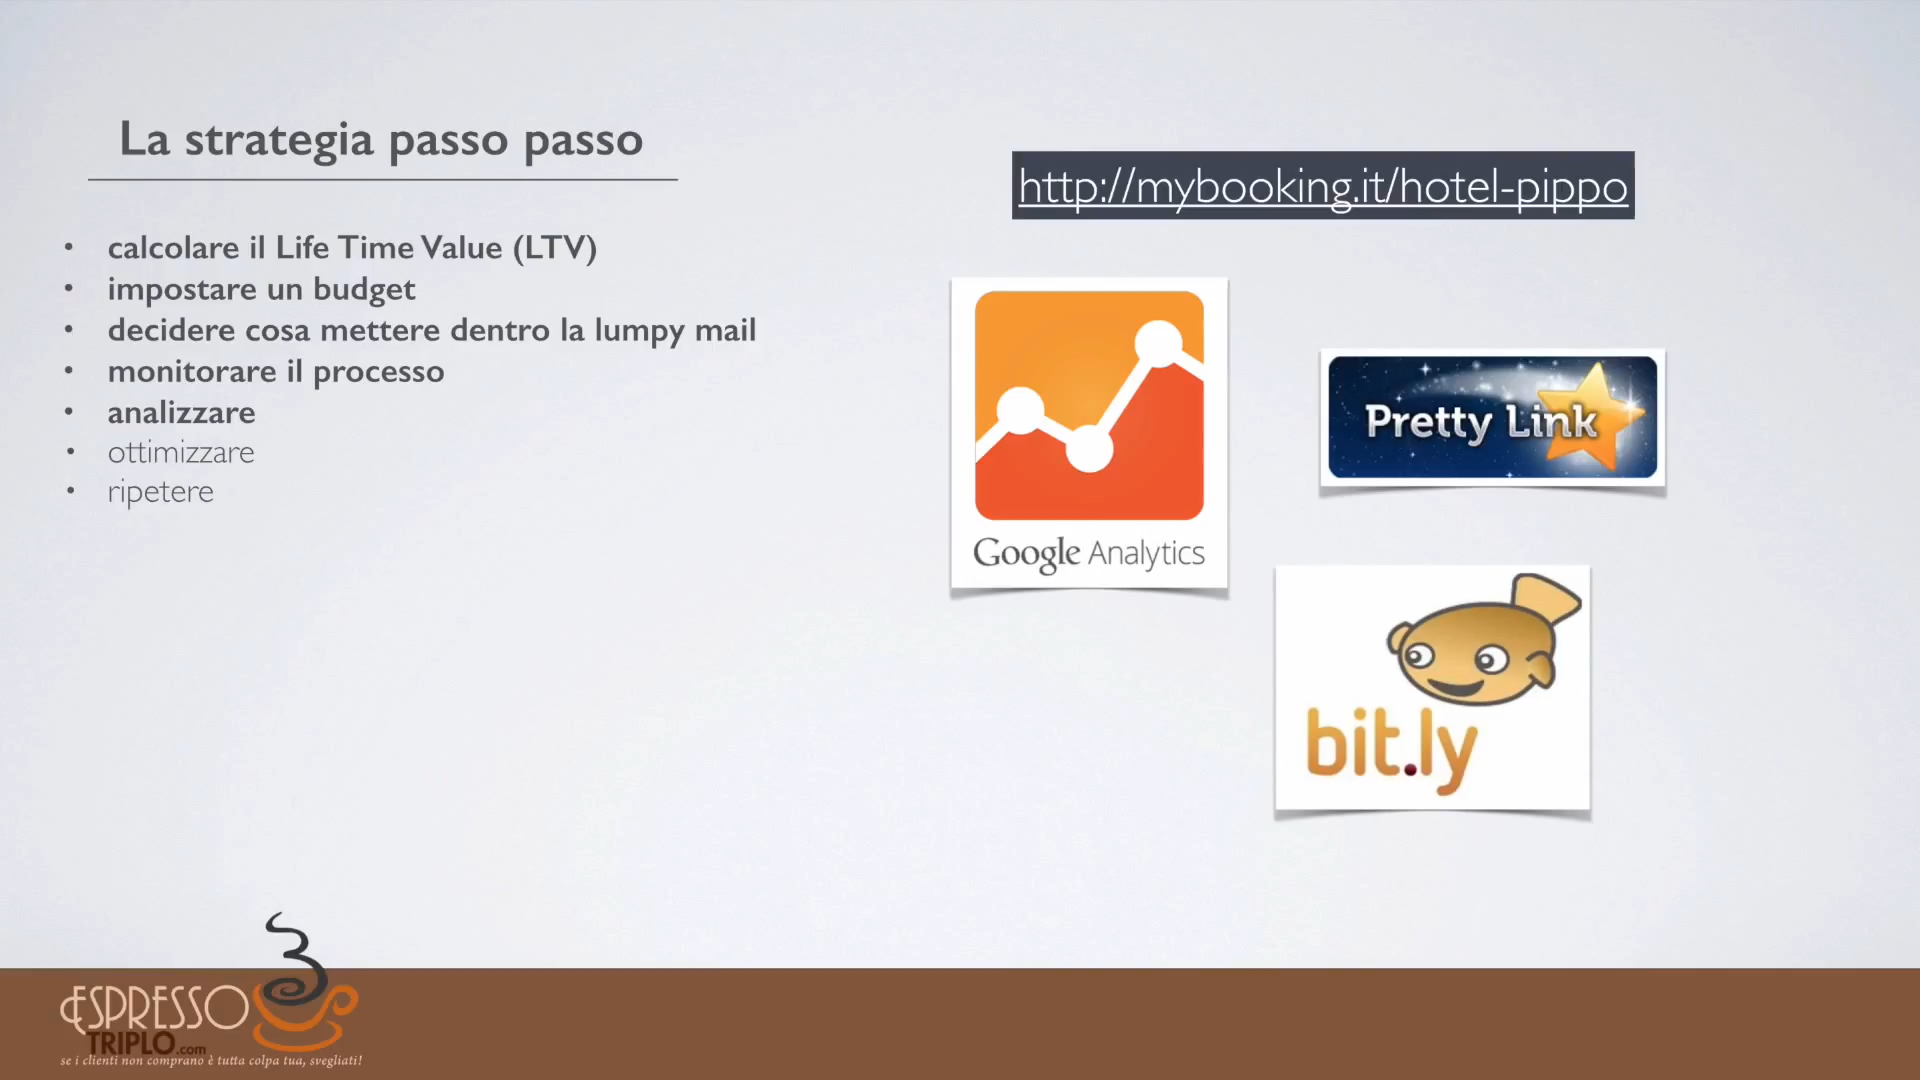 La strategia passo passo
• calcolare il Life Time Value (LTV)
• impostare un budget
• decidere cosa mettere dentro la lumpy mail
• monitorare il processo
• analizzare
• ottimizzare
• ripetere
http://mybooking.it/hotel-pippo
Google Analytics
Pretty Link
bit.ly
ESPRESSO
TRIPLO.com
se i clienti non comprano è tutta colpa tua, svegliati!